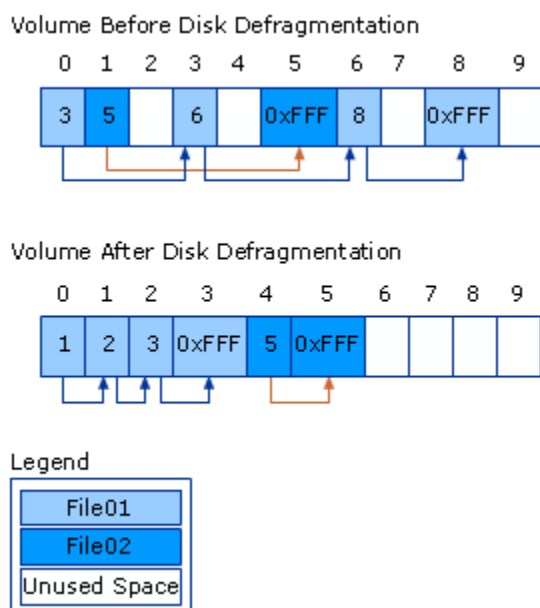 Volume Before Disk Defragmentation
0 1 2 3 4 5 6 7 8 9
3 5 6 0xFFF 8 0xFFF
Volume After Disk Defragmentation
0 1 2 3 4 5 6 7 8 9
1 2 3 0xFFF 5 0xFFF
Legend
File01
File02
Unused Space